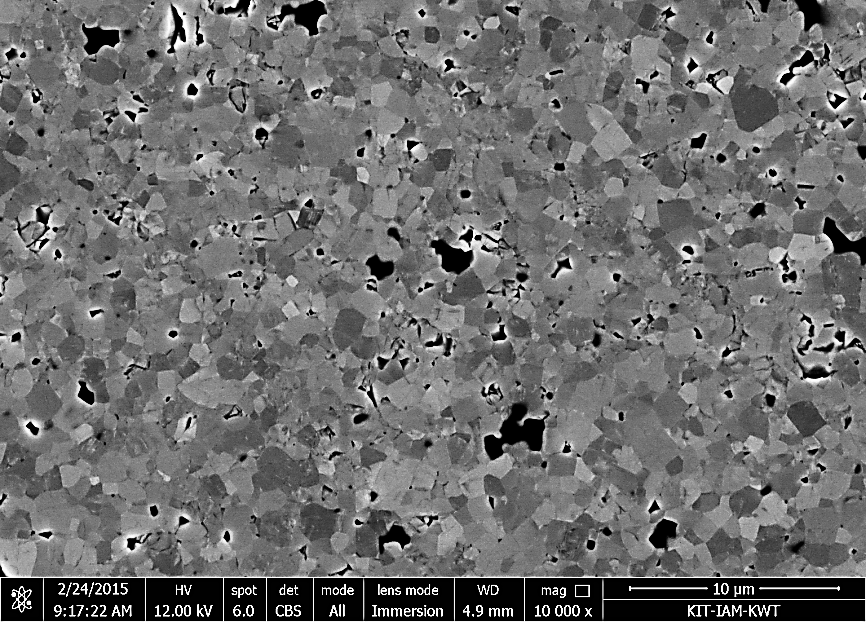 2/24/2015 HV spot det mode lens mode WD mag 10 µm
9:17:22 AM 12.00 kV 6.0 CBS All Immersion 4.9 mm 10 000 x KIT-IAM-KWT